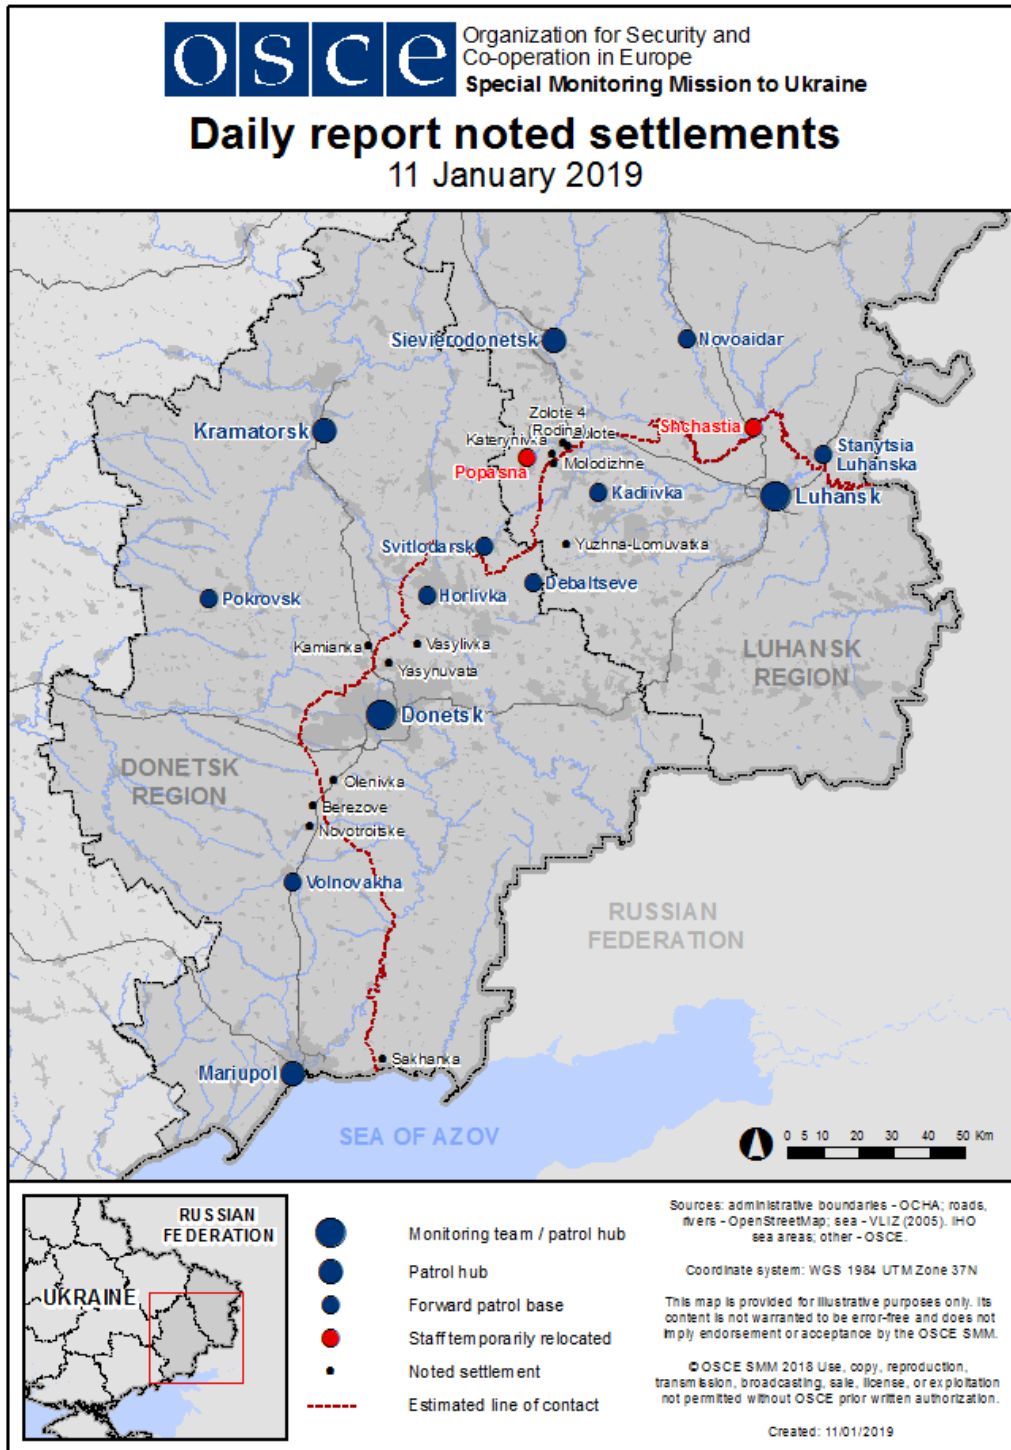 OSCE
Organization for Security and
Co-operation in Europe
Special Monitoring Mission to Ukraine
Daily report noted settlements
11 January 2019
Sievierodonetsk
Novoaidar
Kramatorsk
Zolote 4
(Rodina)
Zolote
Shchastia
Katerynivka
Popasna
Molodizhne
Stanytsia
Luhanska
Kadiivka
Luhansk
Svitlodarsk
Yuzhna-Lomuvatka
Debaltseve
Pokrovsk
Horlivka
Kamianka
Vasylivka
Yasynuvata
LUHANSK
REGION
Donetsk
DONETSK
REGION
Olenivka
Berezove
Novotroitske
Volnovakha
RUSSIAN
FEDERATION
Sakhanka
Mariupol
SEA OF AZOV
0 5 10 20 30 40 50 Km
RUSSIAN
FEDERATION
UKRAINE
Monitoring team / patrol hub
Patrol hub
Forward patrol base
Staff temporarily relocated
Noted settlement
Estimated line of contact
Sources: administrative boundaries - OCHA; roads,
rivers - OpenStreetMap; sea - VLIZ (2005). IHO
sea areas; other - OSCE.
Coordinate system: WGS 1984 UTM Zone 37N
This map is provided for illustrative purposes only. Its
content is not warranted to be error-free and does not
imply endorsement or acceptance by the OSCE SMM.
© OSCE SMM 2018 Use, copy, reproduction,
transmission, broadcasting, sale, license, or exploitation
not permitted without OSCE prior written authorization.
Created: 11/01/2019